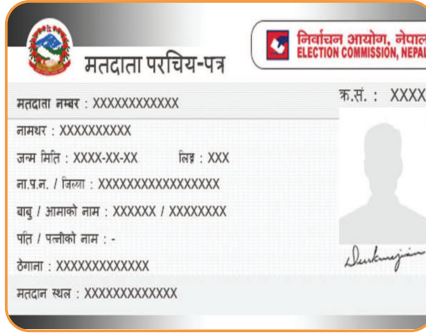 मतदाता परिचय-पत्र
निर्वाचन आयोग, नेपाल
ELECTION COMMISSION, NEPAL
मतदाता नम्बर : XXXXXXXXXXXX
क्र.सं. : XXXX
नामथर : XXXXXXXXXX
जन्म मिति : XXXX-XX-XX लिङ्ग : XXX
ना.प्र.न. / जिल्ला : XXXXXXXXXXXXXXXXXX
बाबु / आमाको नाम : XXXXXX / XXXXXXXX
पति / पत्नीको नाम : -
ठेगाना : XXXXXXXXXXXXX
मतदान स्थल : XXXXXXXXXXXXX